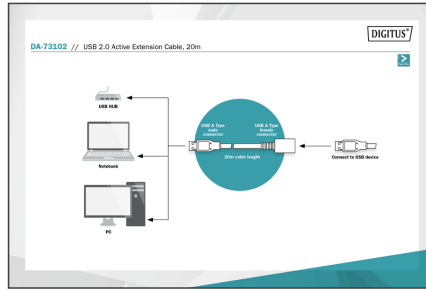 DIGITUS®
DA-73102 // USB 2.0 Active Extension Cable, 20m
USB HUB
USB A Type
male
connector
USB A Type
female
connector
20m cable length
Notebook
Connect to USB device
PC